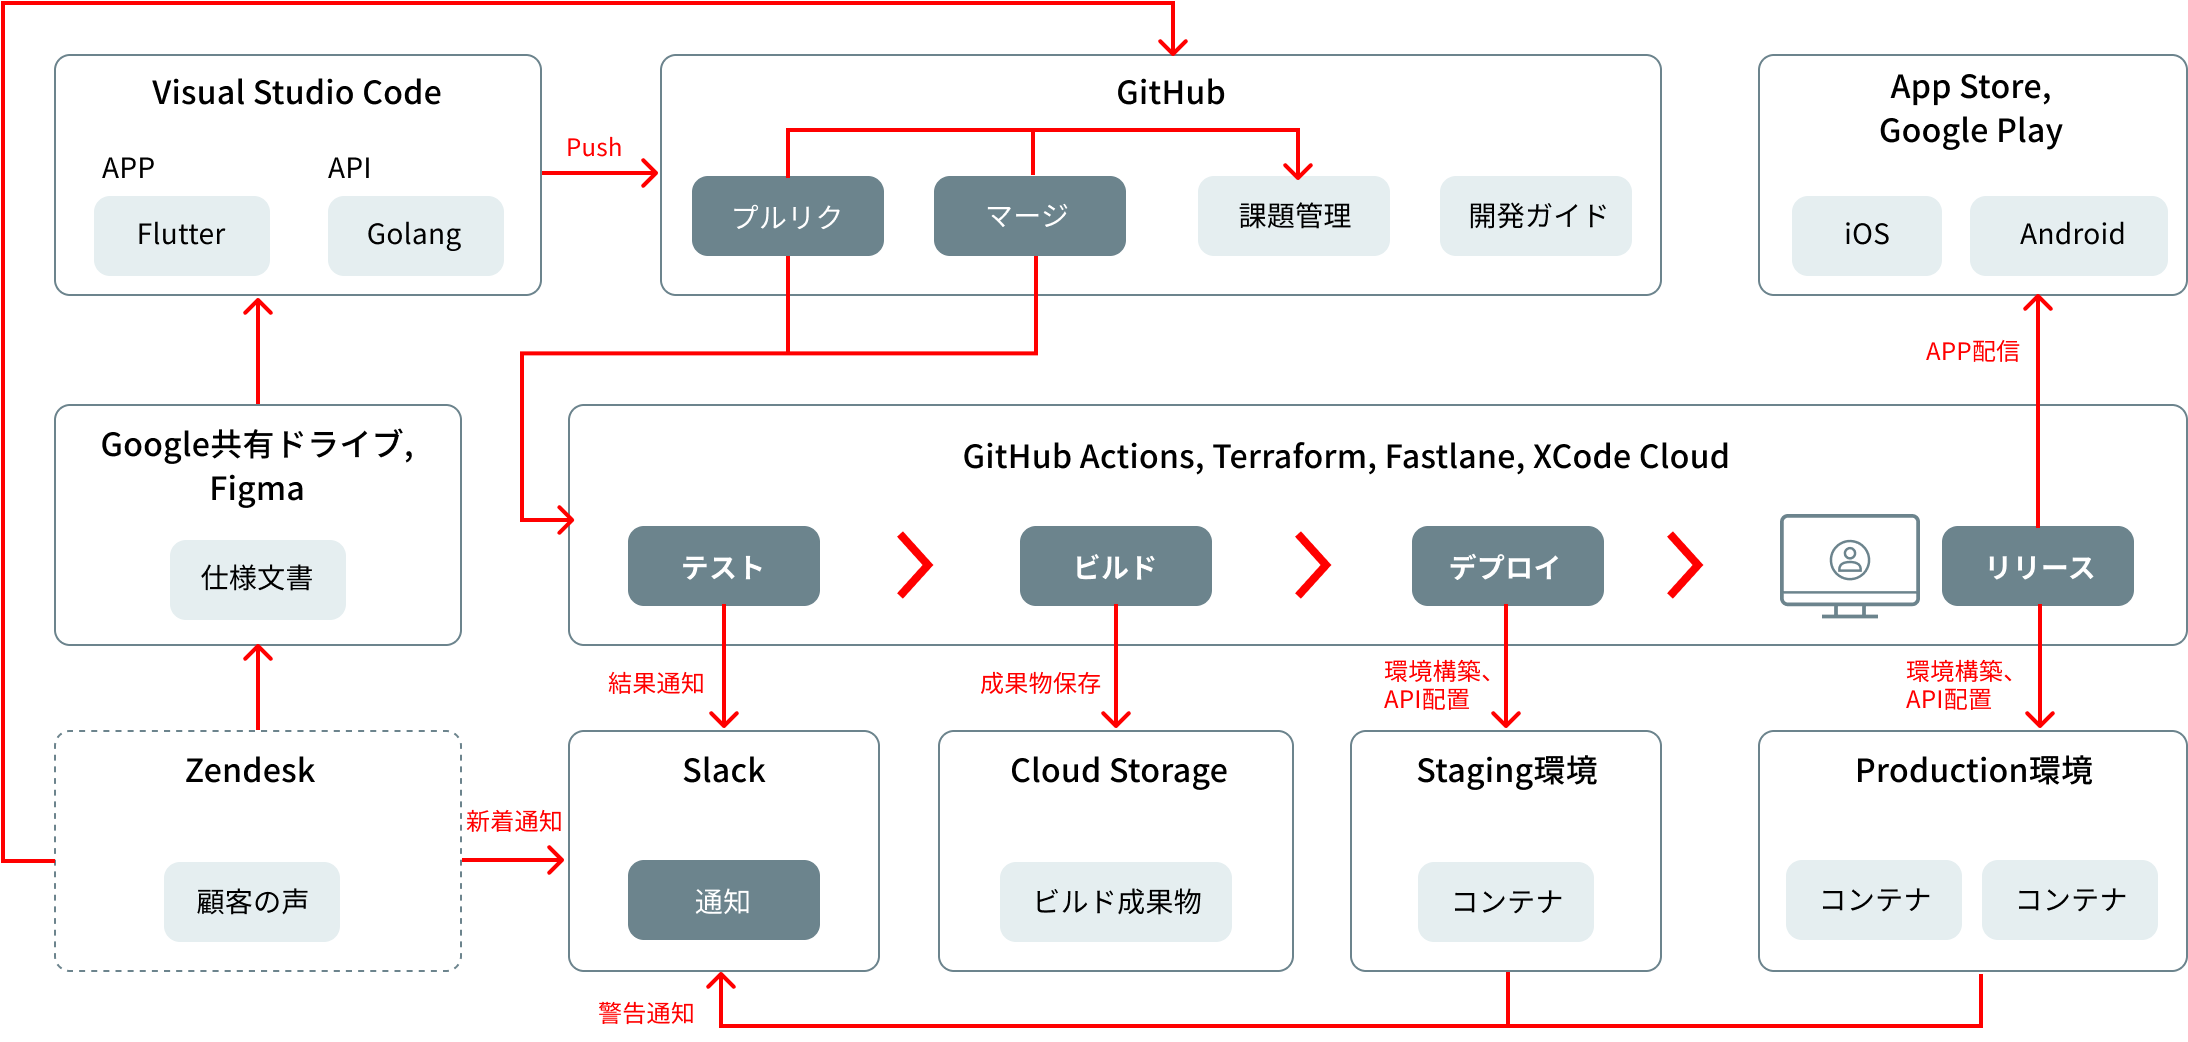 Visual Studio Code
APP
API
Flutter
Golang
Push
GitHub
プルリク
マージ
課題管理
開発ガイド
App Store,
Google Play
iOS
Android
APP配信
Google共有ドライブ,
Figma
仕様文書
GitHub Actions, Terraform, Fastlane, XCode Cloud
テスト
ビルド
デプロイ
リリース
結果通知
成果物保存
環境構築、
API配置
環境構築、
API配置
Zendesk
顧客の声
新着通知
Slack
通知
Cloud Storage
ビルド成果物
Staging環境
コンテナ
Production環境
コンテナ
コンテナ
警告通知